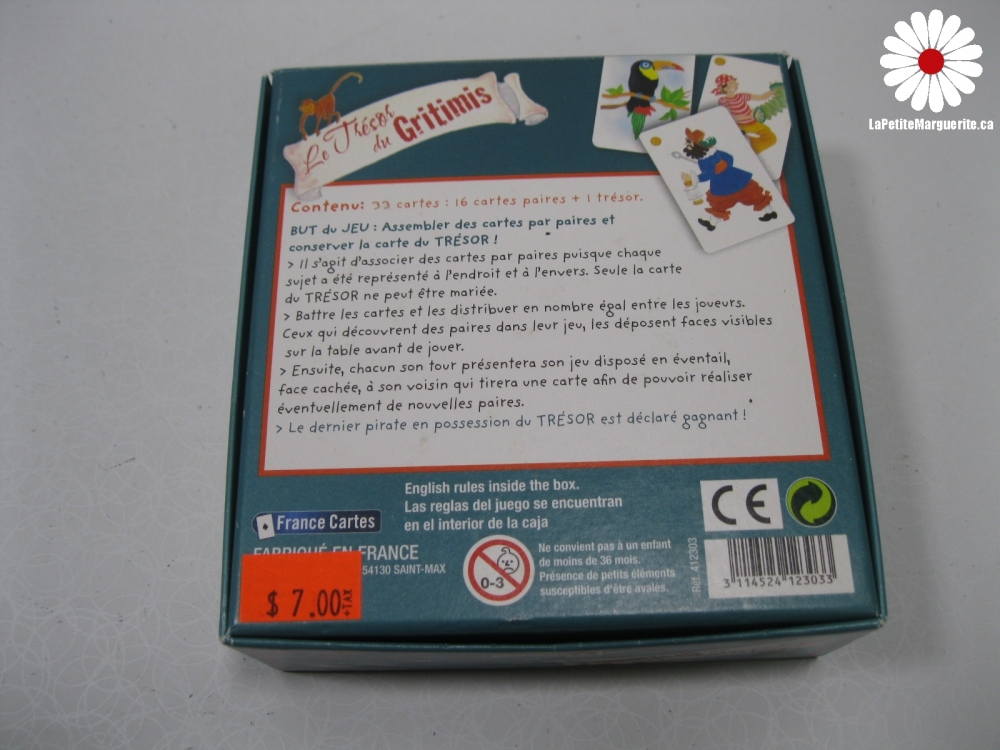 LaPetiteMarguerite.ca
Le Trésor
du Gritimis
Contenu: 33 cartes : 16 cartes paires + 1 trésor.
BUT du JEU : Assembler des cartes par paires et
conserver la carte du TRÉSOR !
> Il s'agit d'associer des cartes par paires puisque chaque
sujet a été représenté à l'endroit et à l'envers. Seule la carte
du TRÉSOR ne peut être mariée.
> Battre les cartes et les distribuer en nombre égal entre les joueurs.
Ceux qui découvrent des paires dans leur jeu, les déposent faces visibles
sur la table avant de jouer.
> Ensuite, chacun son tour présentera son jeu disposé en éventail,
face cachée, à son voisin qui tirera une carte afin de pouvoir réaliser
éventuellement de nouvelles paires.
> Le dernier pirate en possession du TRÉSOR est déclaré gagnant !
English rules inside the box.
Las reglas del juego se encuentran
en el interior de la caja
France Cartes
FABRIQUÉ EN FRANCE
54130 SAINT-MAX
$ 7.00 +TAX
0-3
Ne convient pas à un enfant
de moins de 36 mois.
Présence de petits éléments
susceptibles d'être avalés.
CE
Réf. 412303
3 114524 123033